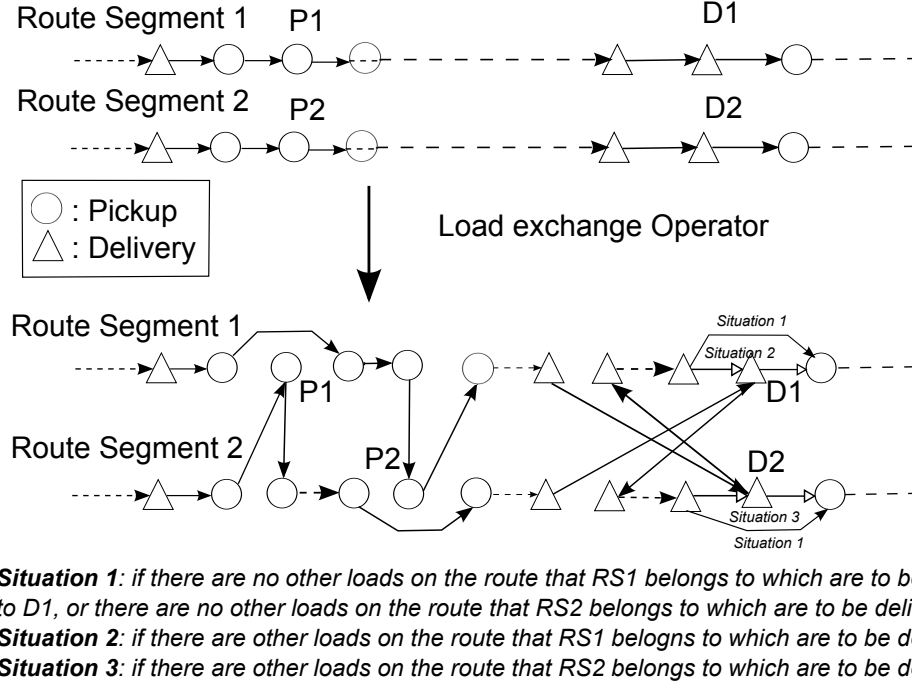 Route Segment 1
P1
D1
Route Segment 2
P2
D2
: Pickup
: Delivery
Load exchange Operator
Route Segment 1
Situation 1
Situation 2
P1
D1
Route Segment 2
P2
D2
Situation 3
Situation 1
Situation 1: if there are no other loads on the route that RS1 belongs to which are to be
to D1, or there are no other loads on the route that RS2 belongs to which are to be deli
Situation 2: if there are other loads on the route that RS1 belogns to which are to be de
Situation 3: if there are other loads on the route that RS2 belongs to which are to be de